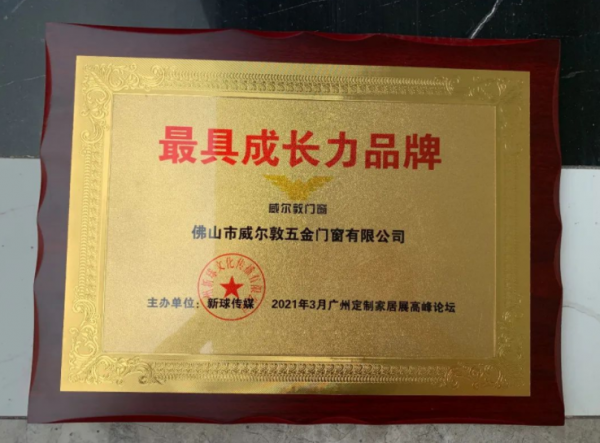 最具成长力品牌
威尔敦门窗
佛山市威尔敦五金门窗有限公司
主办单位：新球传媒 2021年3月广州定制家居展高峰论坛